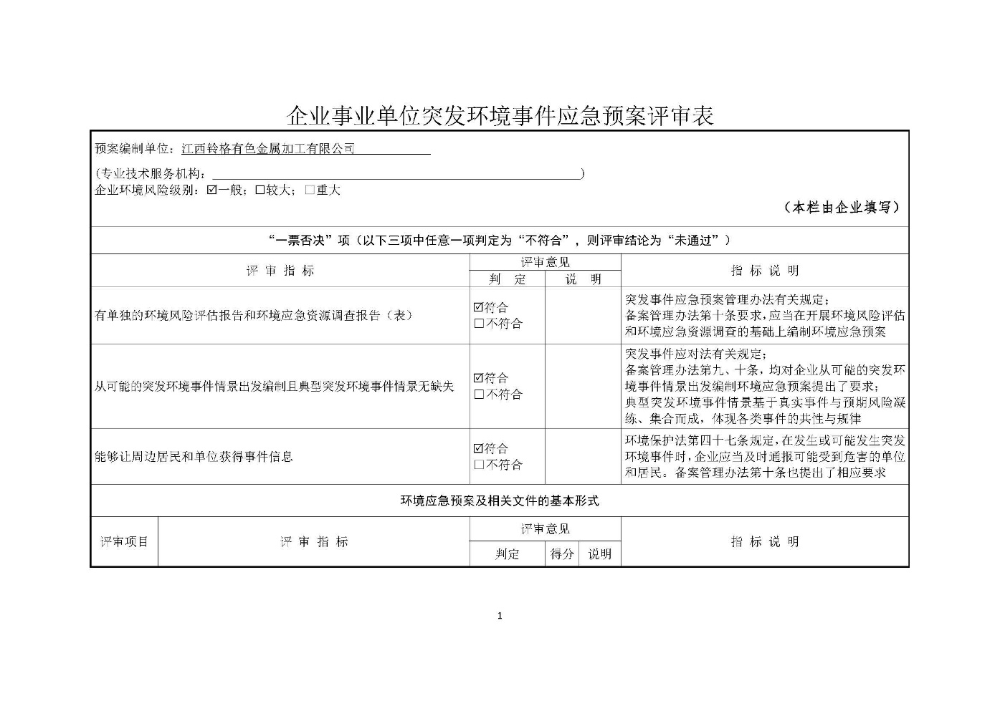 企业事业单位突发环境事件应急预案评审表
预案编制单位：江西铃格有色金属加工有限公司
(专业技术服务机构：)
企业环境风险级别：☑一般；□较大；□重大
（本栏由企业填写）
“一票否决”项（以下三项中任意一项判定为“不符合”，则评审结论为“未通过”）
评 审 指 标
评审意见
指 标 说 明
判 定
说 明
有单独的环境风险评估报告和环境应急资源调查报告（表）
☑符合
□不符合
突发事件应急预案管理办法有关规定；
备案管理办法第十条要求，应当在开展环境风险评估
和环境应急资源调查的基础上编制环境应急预案
从可能的突发环境事件情景出发编制且典型突发环境事件情景无缺失
☑符合
□不符合
突发事件应对法有关规定；
备案管理办法第九、十条，均对企业从可能的突发环
境事件情景出发编制环境应急预案提出了要求；
典型突发环境事件情景基于真实事件与预期风险凝
练、集合而成，体现各类事件的共性与规律
能够让周边居民和单位获得事件信息
☑符合
□不符合
环境保护法第四十七条规定，在发生或可能发生突发
环境事件时，企业应当及时通报可能受到危害的单位
和居民。备案管理办法第十条也提出了相应要求
环境应急预案及相关文件的基本形式
评审项目
评 审 指 标
评审意见
指 标 说 明
判定
得分
说明
1